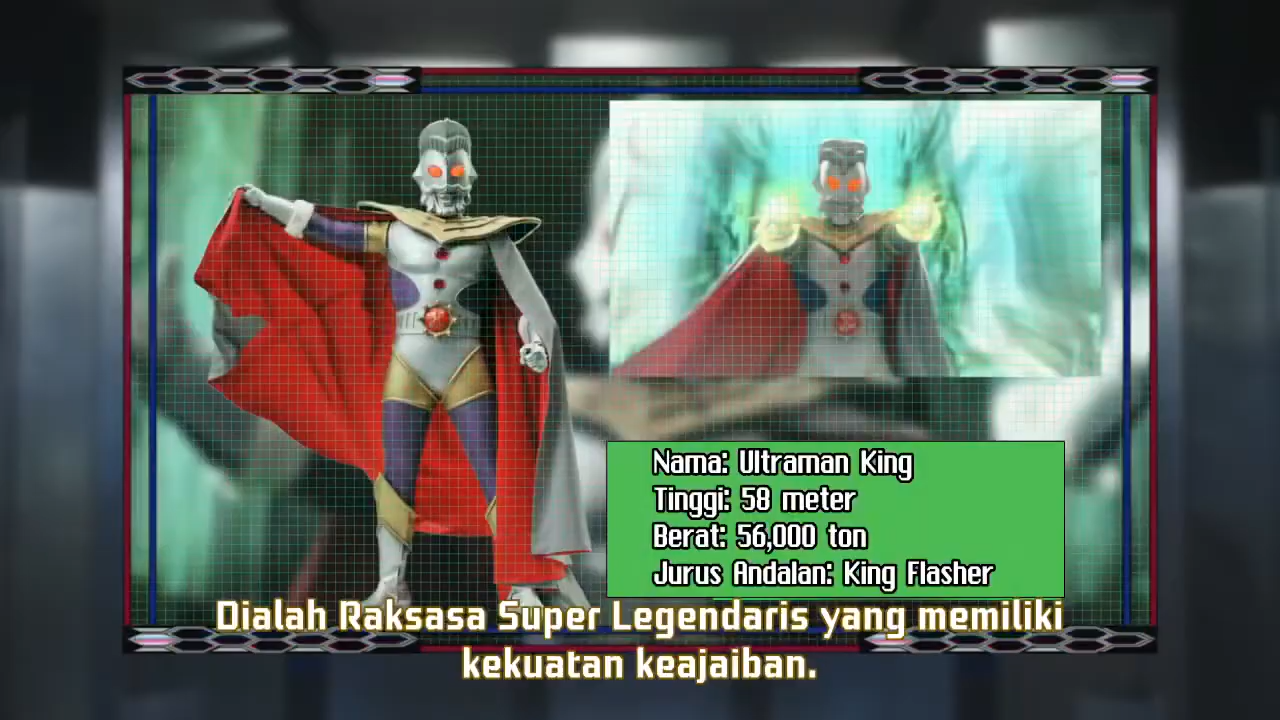 Nama: Ultraman King
Tinggi: 58 meter
Berat: 56,000 ton
Jurus Andalan: King Flasher
Dialah Raksasa Super Legendaris yang memiliki
kekuatan keajaiban.